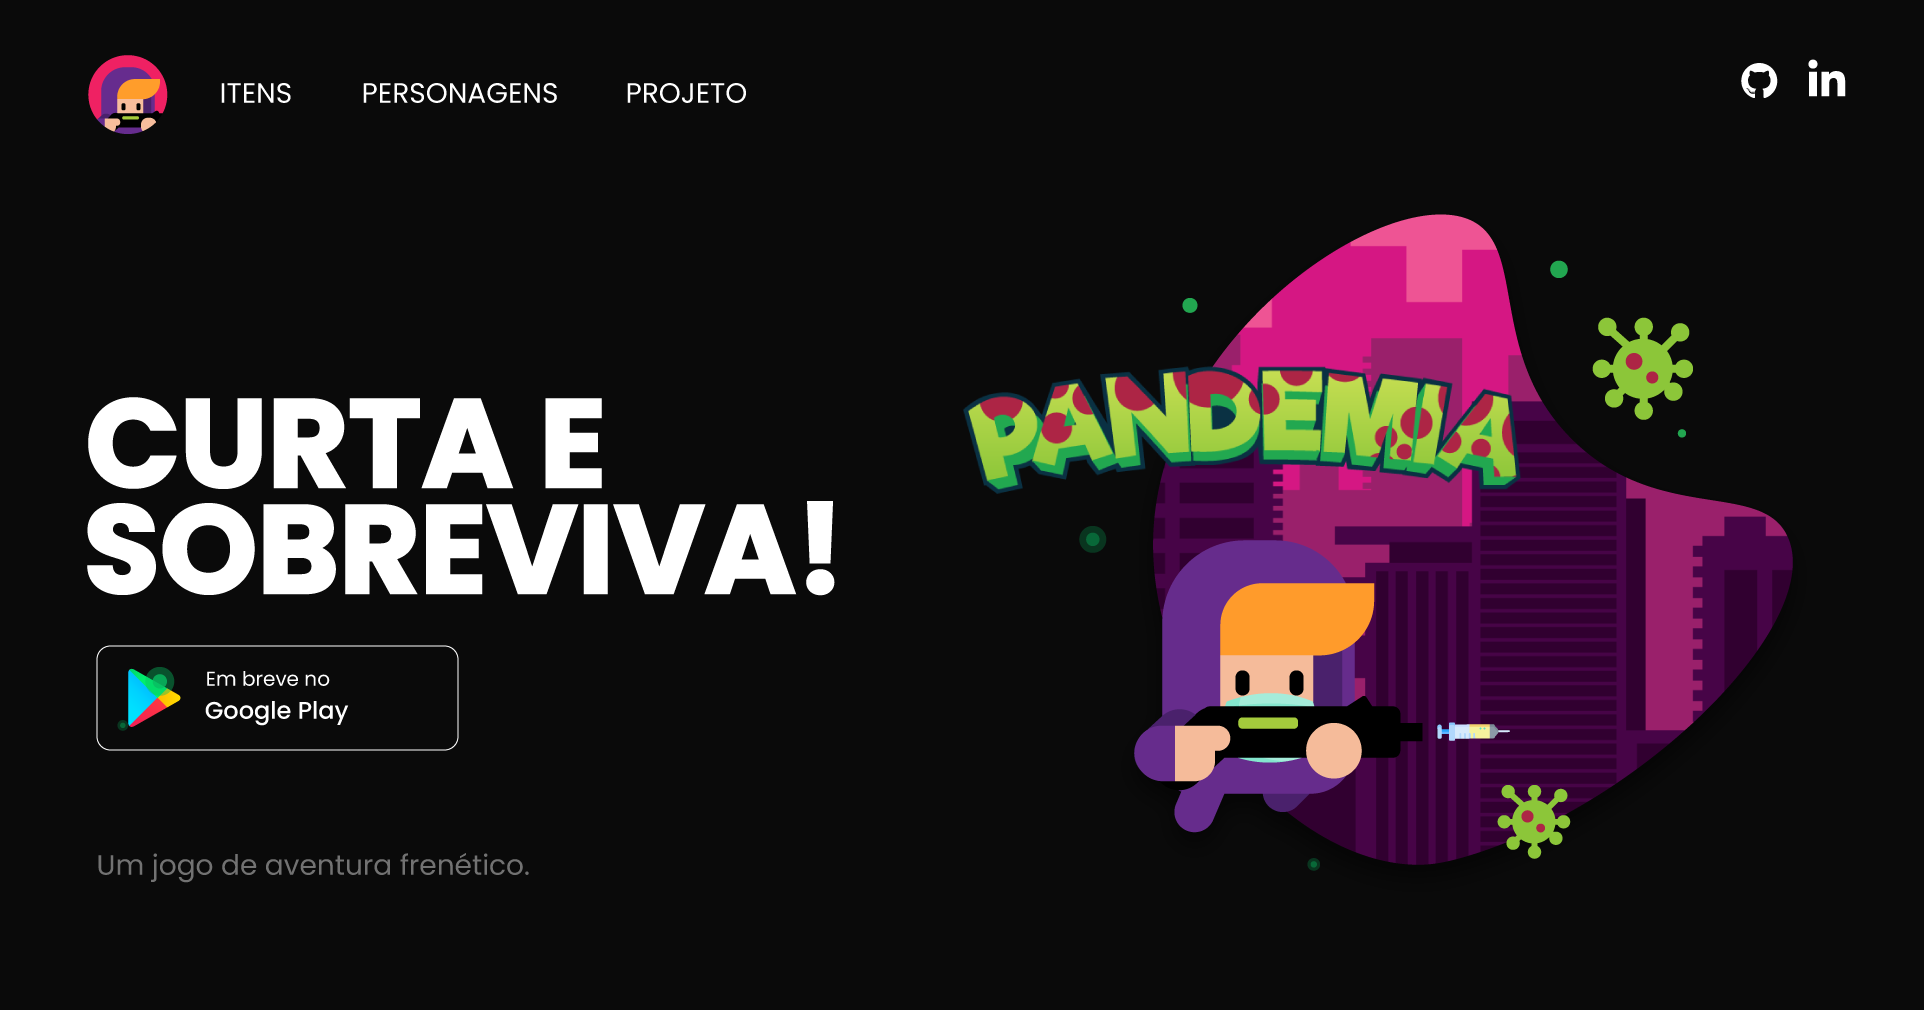 ITENS
PERSONAGENS
PROJETO
in
CURTA E
SOBREVIVA!
Em breve no
Google Play
Um jogo de aventura frenético.
PANDEMIA